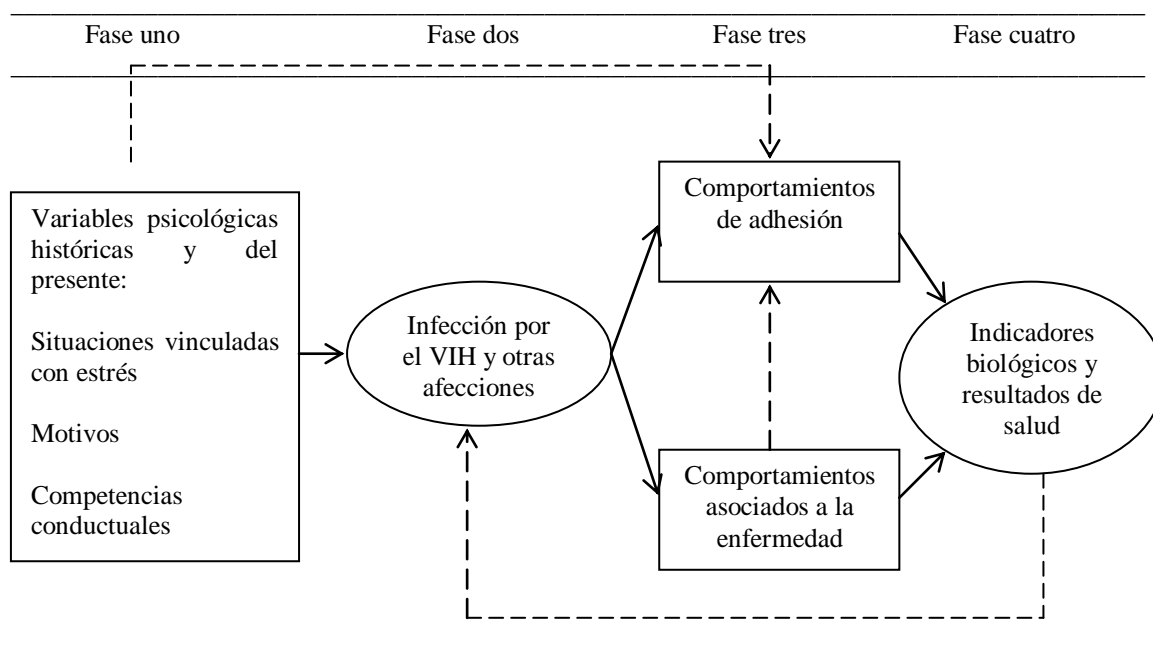 Fase uno Fase dos Fase tres Fase cuatro
Variables psicológicas
históricas y del
presente:
Situaciones vinculadas
con estrés
Motivos
Competencias
conductuales
Infección por
el VIH y otras
afecciones
Comportamientos
de adhesión
Comportamientos
asociados a la
enfermedad
Indicadores
biológicos y
resultados de
salud